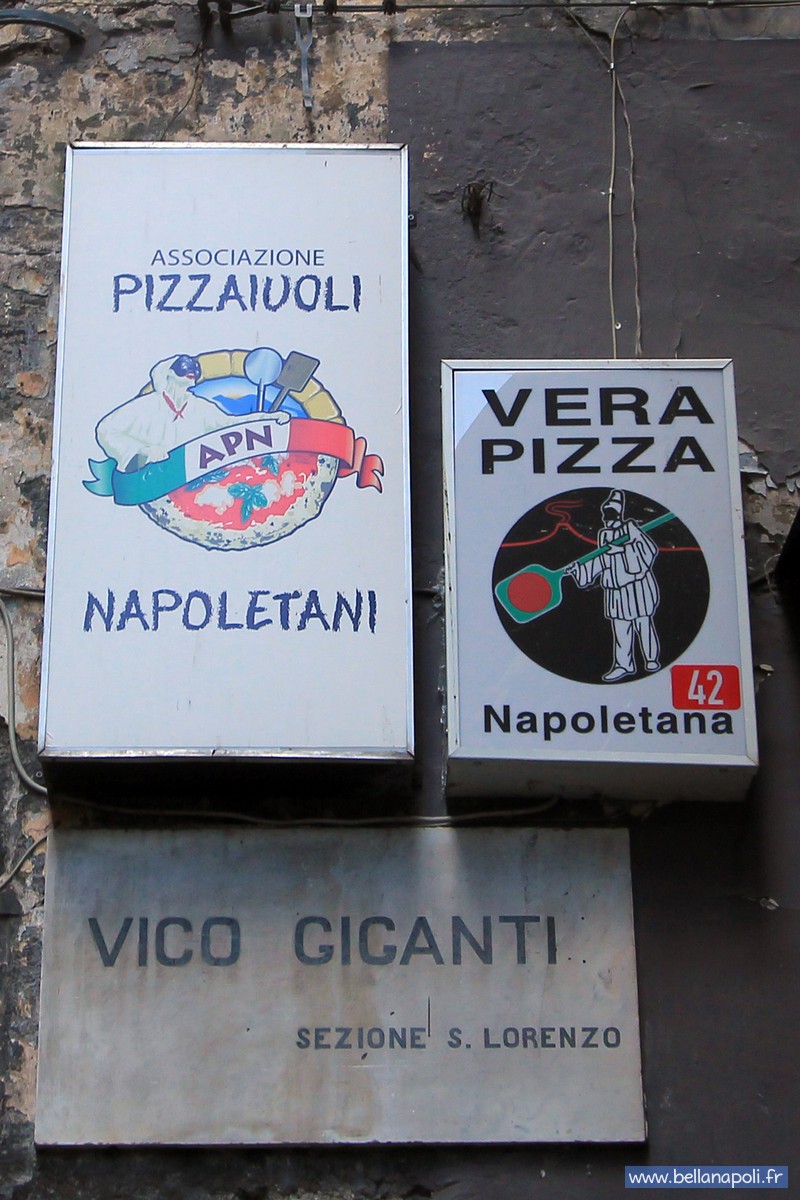 ASSOCIAZIONE
PIZZAIUOLI
APN
NAPOLETANI
VERA
PIZZA
42
Napoletana
VICO GIGANTI
SEZIONE S. LORENZO
www.bellanapoli.fr